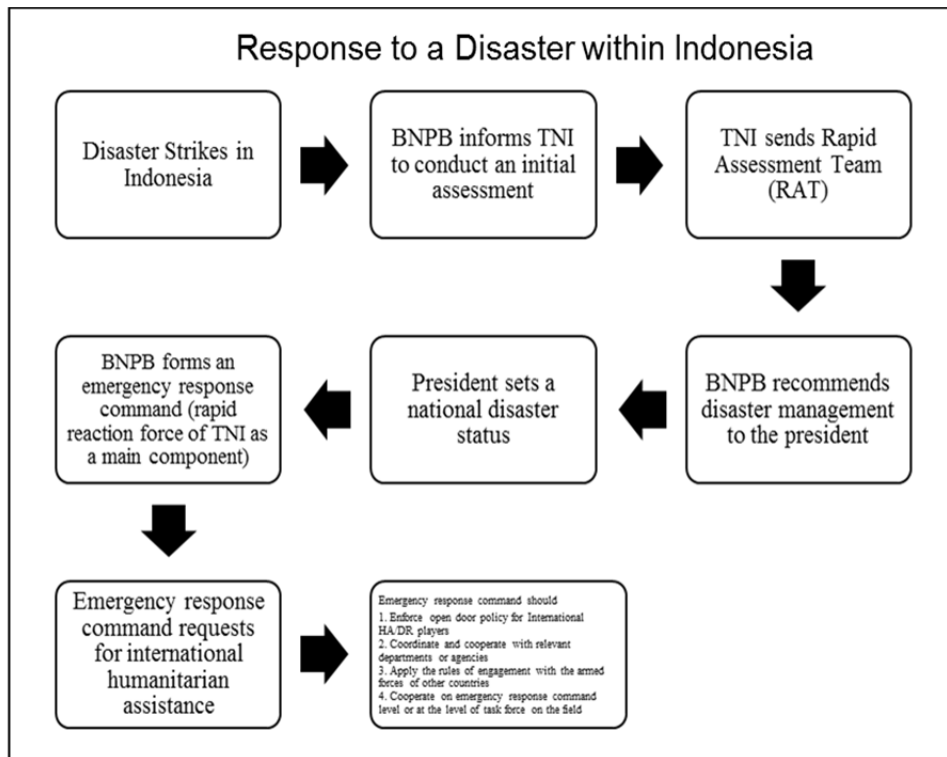 Response to a Disaster within Indonesia
Disaster Strikes in
Indonesia
BNPB informs TNI
to conduct an initial
assessment
TNI sends Rapid
Assessment Team
(RAT)
BNPB recommends
disaster management
to the president
President sets a
national disaster
status
BNPB forms an
emergency response
command (rapid
reaction force of TNI as
a main component)
Emergency response
command requests
for international
humanitarian
assistance
Emergency response command should
1. Enforce open door policy for International
HA/DR players
2. Coordinate and cooperate with relevant
departments or agencies
3. Apply the rules of engagement with the armed
forces of other countries
4. Cooperate on emergency response command
level or at the level of task force on the field